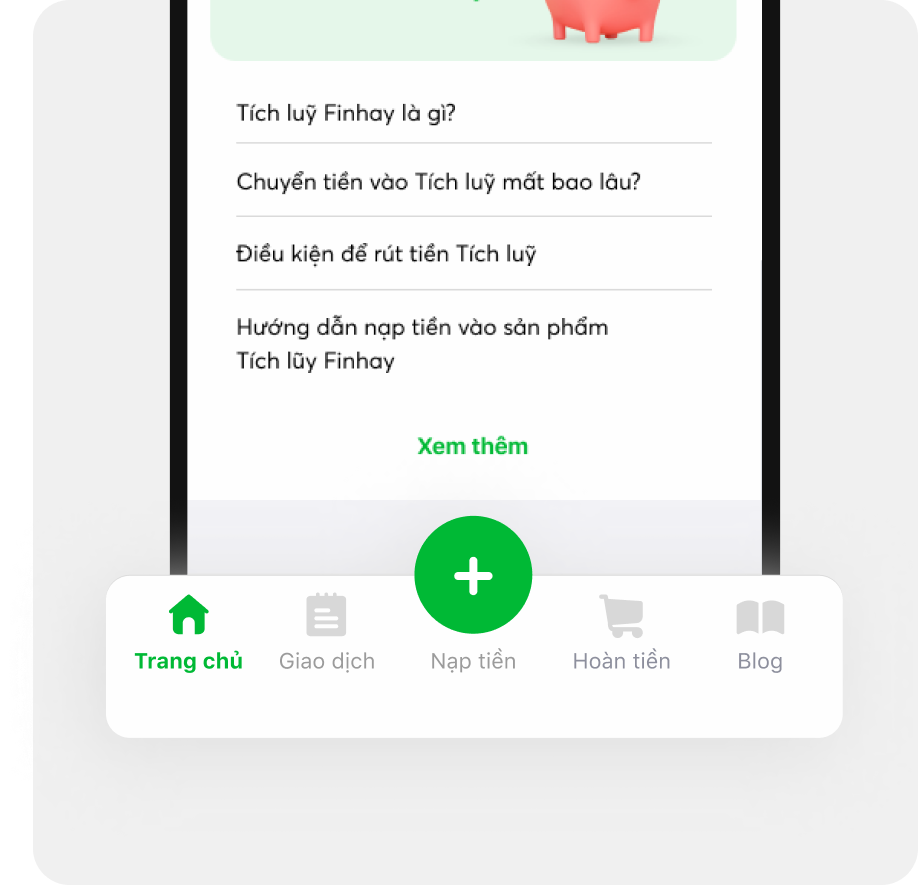 Tích luỹ Finhay là gì?
Chuyển tiền vào Tích luỹ mất bao lâu?
Điều kiện để rút tiền Tích luỹ
Hướng dẫn nạp tiền vào sản phẩm
Tích lũy Finhay
Xem thêm
Trang chủ
Giao dịch
Nạp tiền
Hoàn tiền
Blog